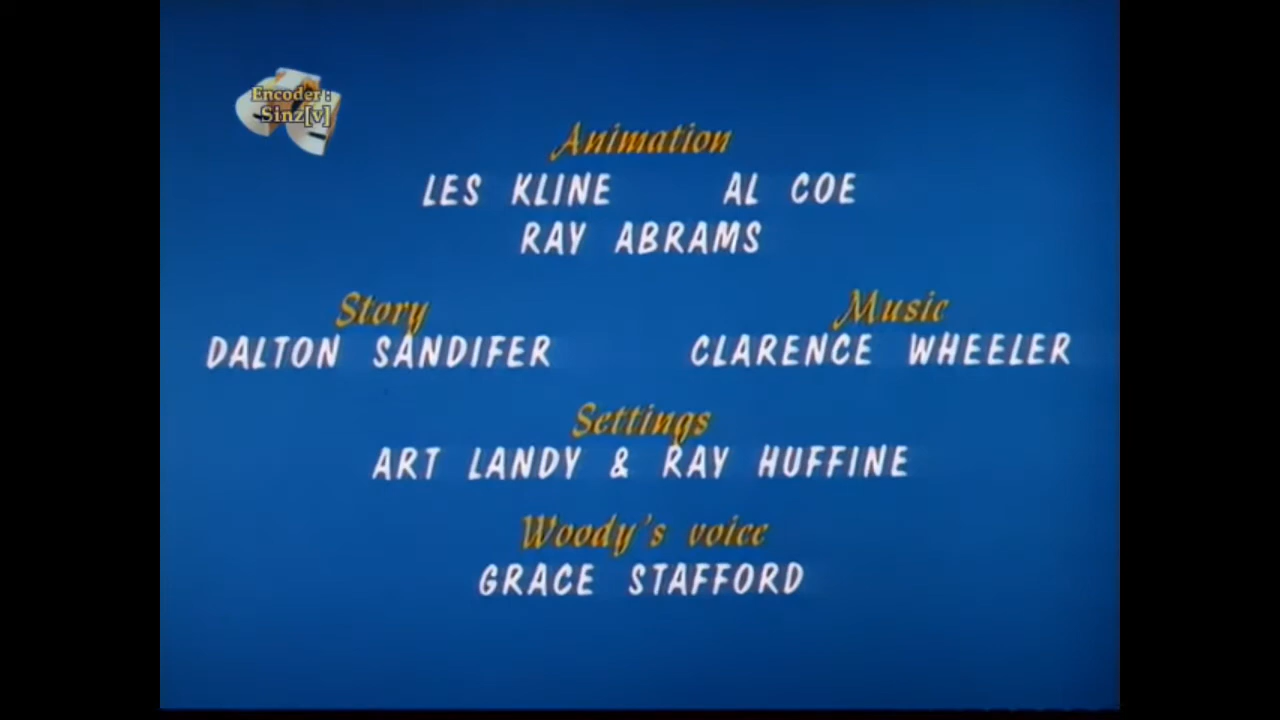 Encoder :
Sinz[v]
Animation
LES KLINE AL COE
RAY ABRAMS
Story Music
DALTON SANDIFER CLARENCE WHEELER
Settings
ART LANDY & RAY HUFFINE
Woody's voice
GRACE STAFFORD